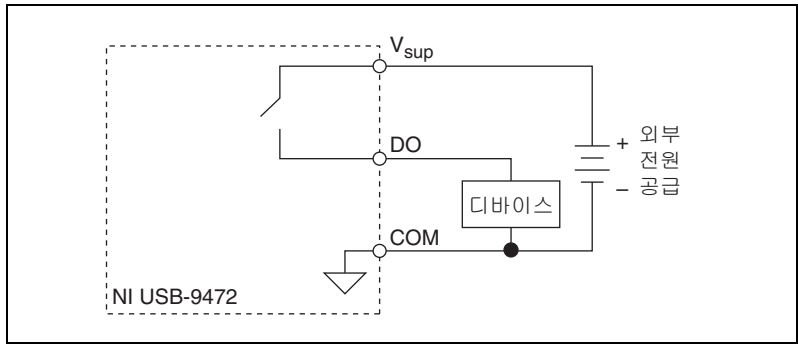 Vsup
DO
+ 외부
전원
– 공급
디바이스
COM
NI USB-9472